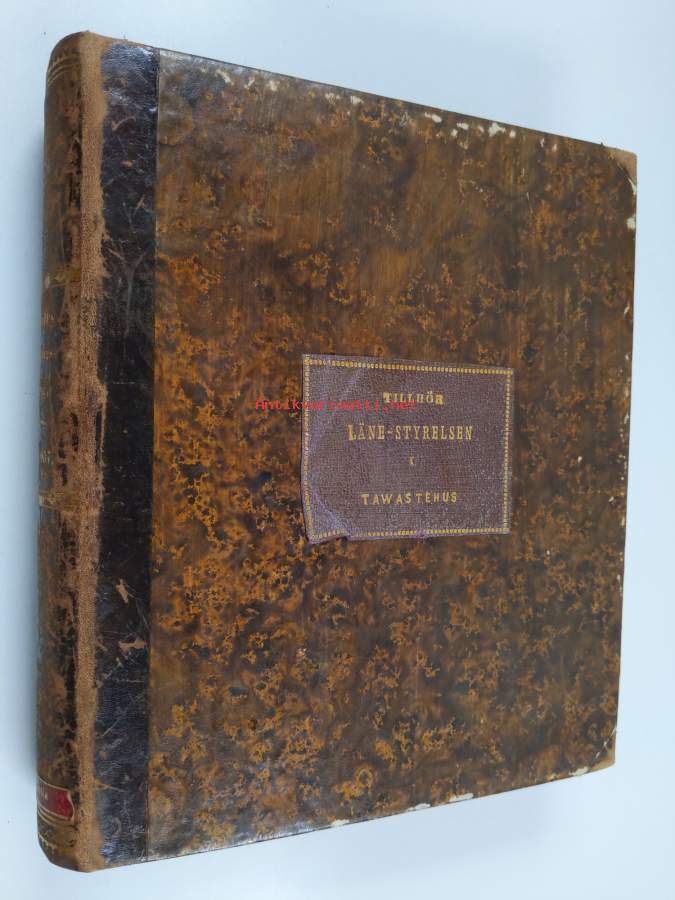 TILLHÖR
Antikvariaatti.net
LÄNE-STYRELSEN
I
TAWASTEHUS